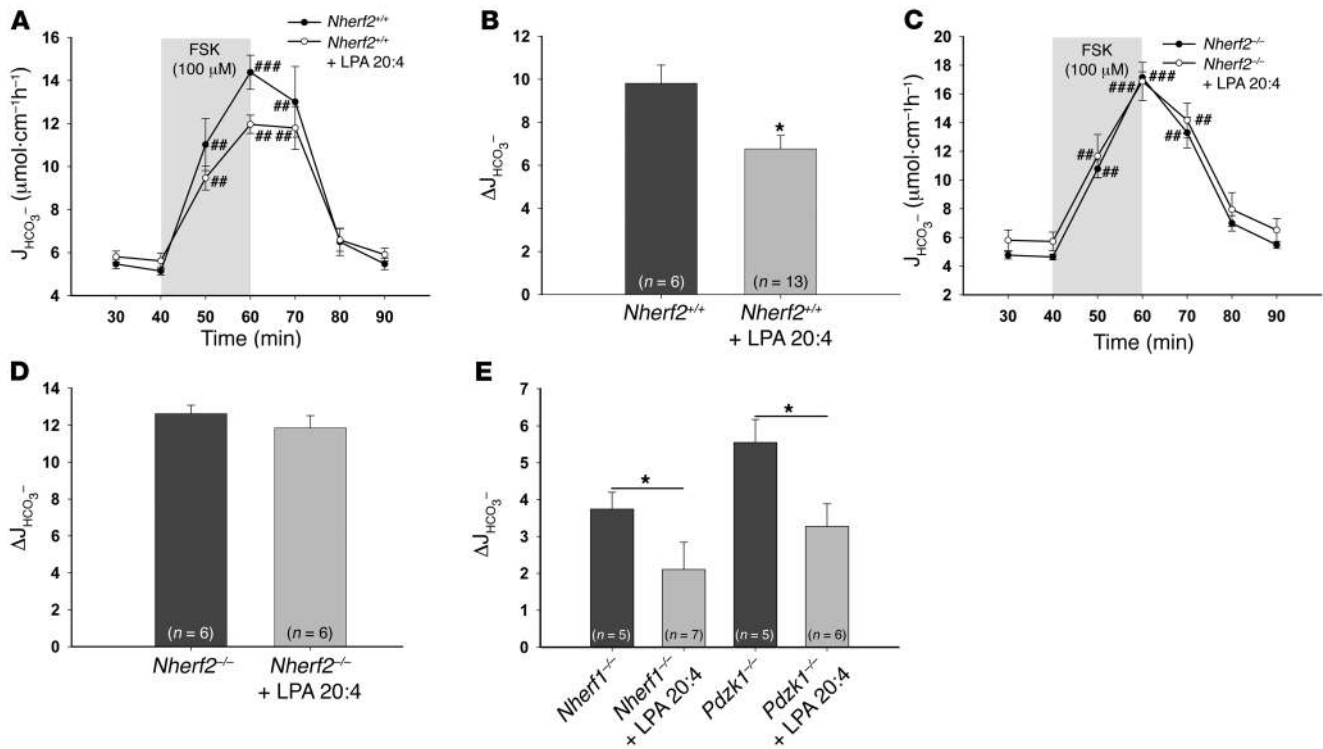 A
Nherf2+/+
Nherf2+/+
+ LPA 20:4
FSK
(100 μM)
###
##
##
##
## ##
16
14
12
10
8
6
4
JHCO3− (μmol·cm−1h−1)
30 40 50 60 70 80 90
Time (min)
B
12
10
8
6
4
2
0
ΔJHCO3−
*
(n = 6)
(n = 13)
Nherf2+/+
Nherf2+/+
+ LPA 20:4
C
Nherf2−/−
Nherf2−/−
+ LPA 20:4
FSK
(100 μM)
###
###
##
##
##
##
20
18
16
14
12
10
8
6
4
2
JHCO3− (μmol·cm−1h−1)
30 40 50 60 70 80 90
Time (min)
D
14
12
10
8
6
4
2
0
ΔJHCO3−
(n = 6)
(n = 6)
Nherf2−/−
Nherf2−/−
+ LPA 20:4
E
7
6
5
4
3
2
1
0
ΔJHCO3−
*
*
(n = 5)
(n = 7)
(n = 5)
(n = 6)
Nherf1−/−
Nherf1−/−
+ LPA 20:4
Pdzk1−/−
Pdzk1−/−
+ LPA 20:4